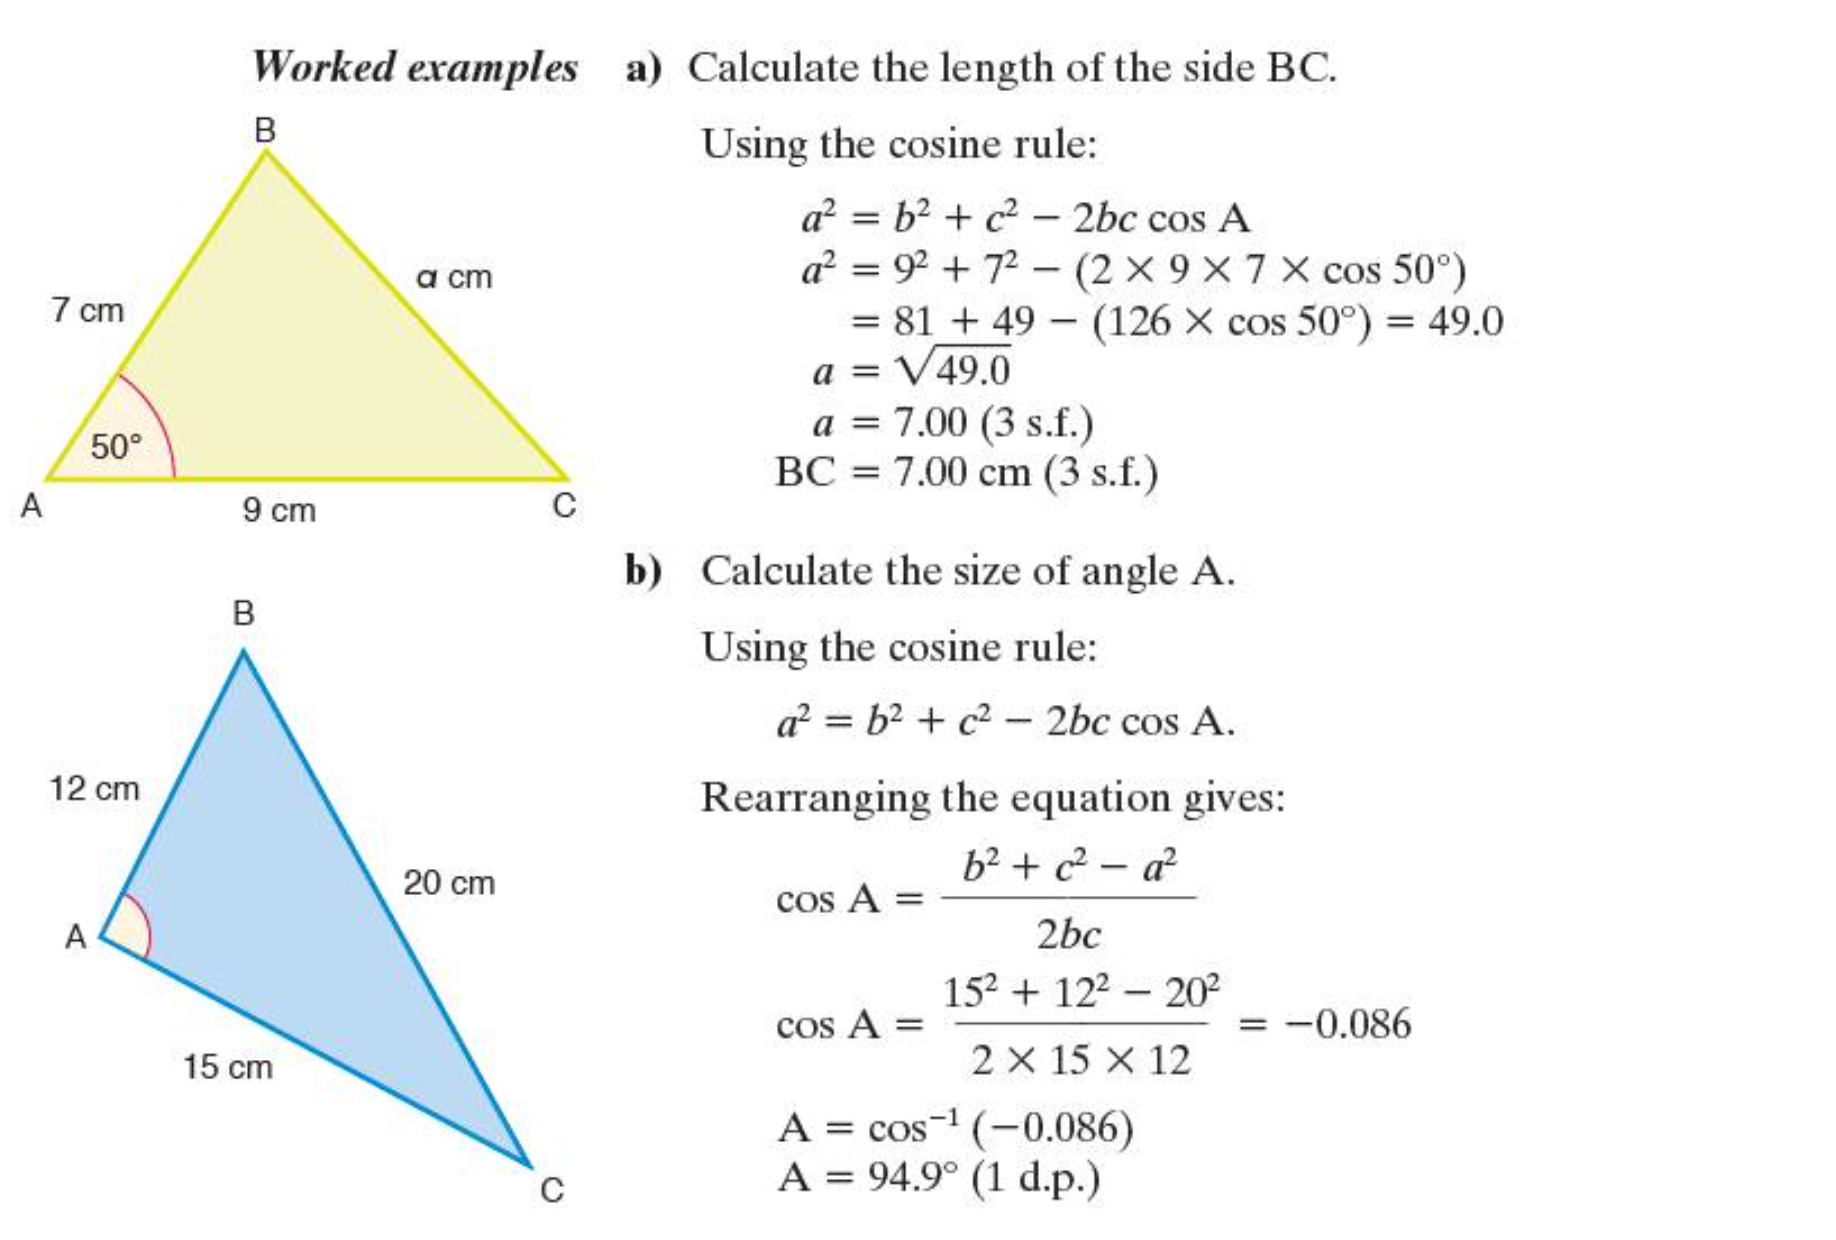 Worked examples a) Calculate the length of the side BC.
B
Using the cosine rule:
a² = b² + c² − 2bc cos A
a² = 9² + 7² − (2 × 9 × 7 × cos 50°)
= 81 + 49 − (126 × cos 50°) = 49.0
a = √49.0
a = 7.00 (3 s.f.)
BC = 7.00 cm (3 s.f.)
a cm
7 cm
50°
A
9 cm
C
b) Calculate the size of angle A.
B
Using the cosine rule:
a² = b² + c² − 2bc cos A.
Rearranging the equation gives:
cos A = (b² + c² − a²) / 2bc
cos A = (15² + 12² − 20²) / (2 × 15 × 12) = −0.086
A = cos⁻¹ (−0.086)
A = 94.9° (1 d.p.)
12 cm
20 cm
A
15 cm
C